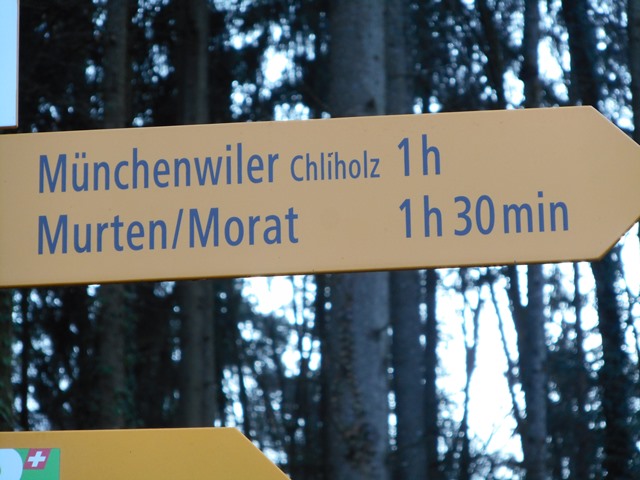 Münchenwiler Chlíholz 1h
Murten/Morat 1h 30min